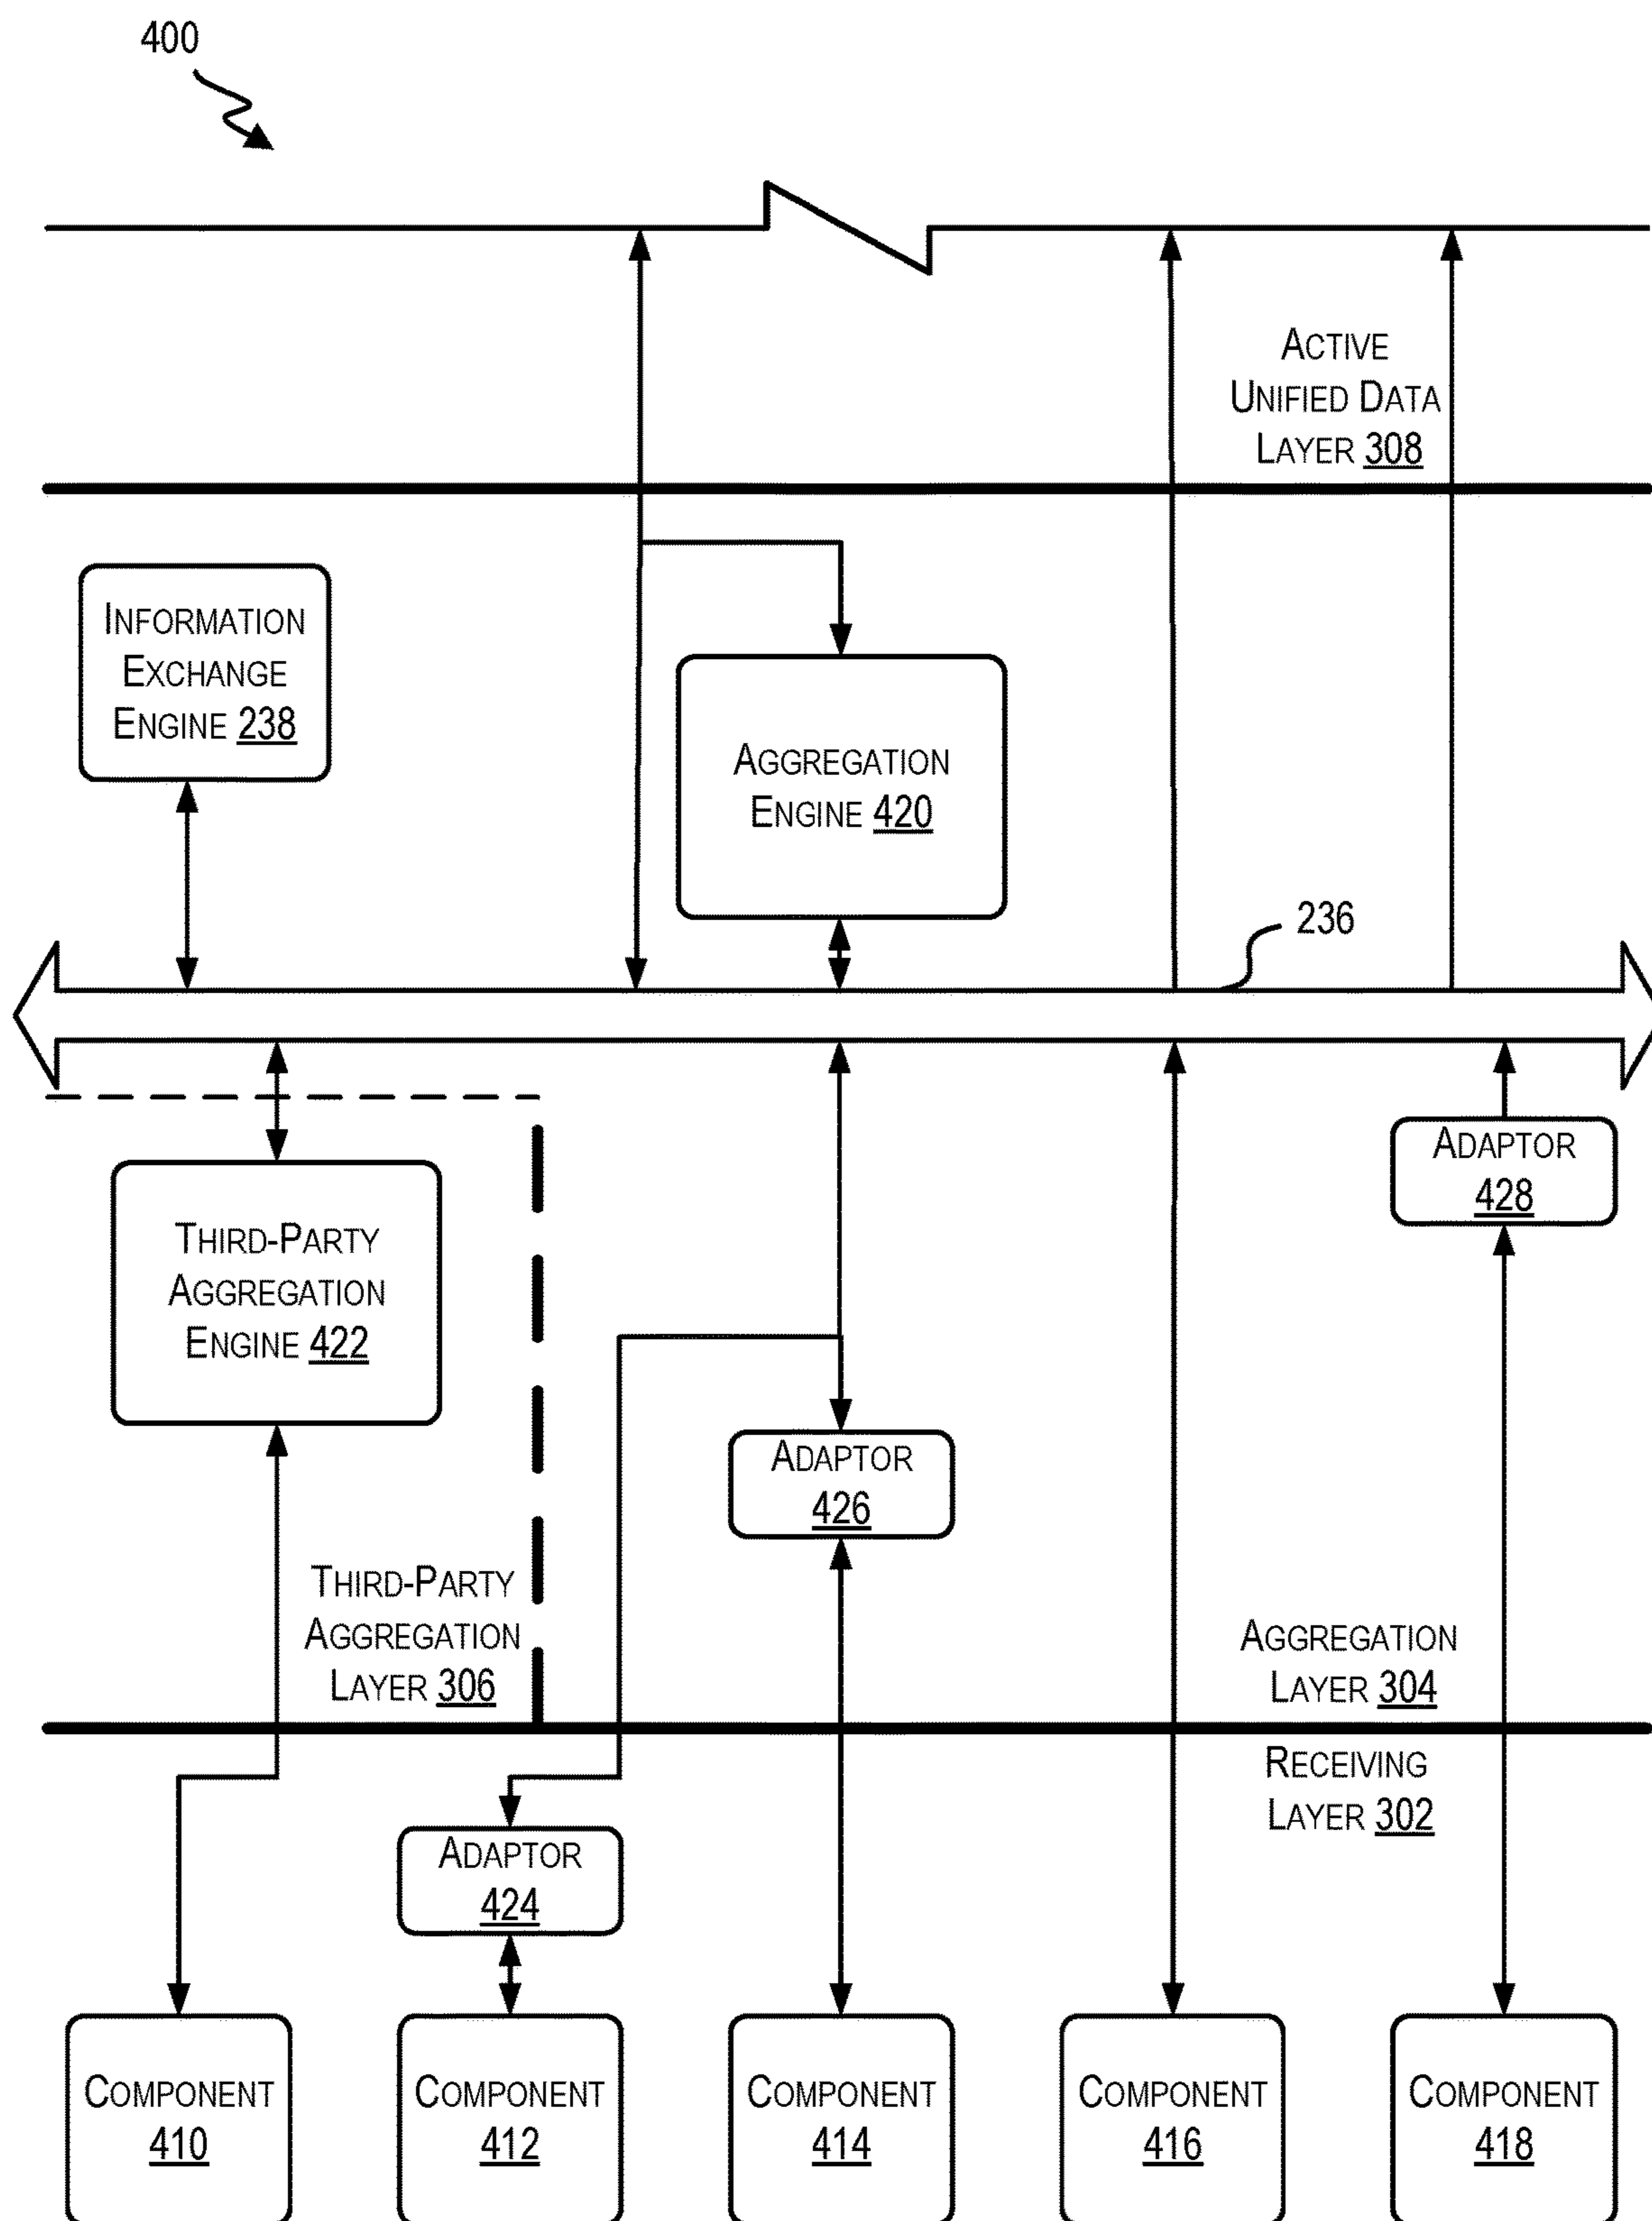 400
Active
Unified Data
Layer 308
Information
Exchange
Engine 238
Aggregation
Engine 420
236
Adaptor
428
Third-Party
Aggregation
Engine 422
Adaptor
426
Third-Party
Aggregation
Layer 306
Aggregation
Layer 304
Receiving
Layer 302
Adaptor
424
Component
410
Component
412
Component
414
Component
416
Component
418